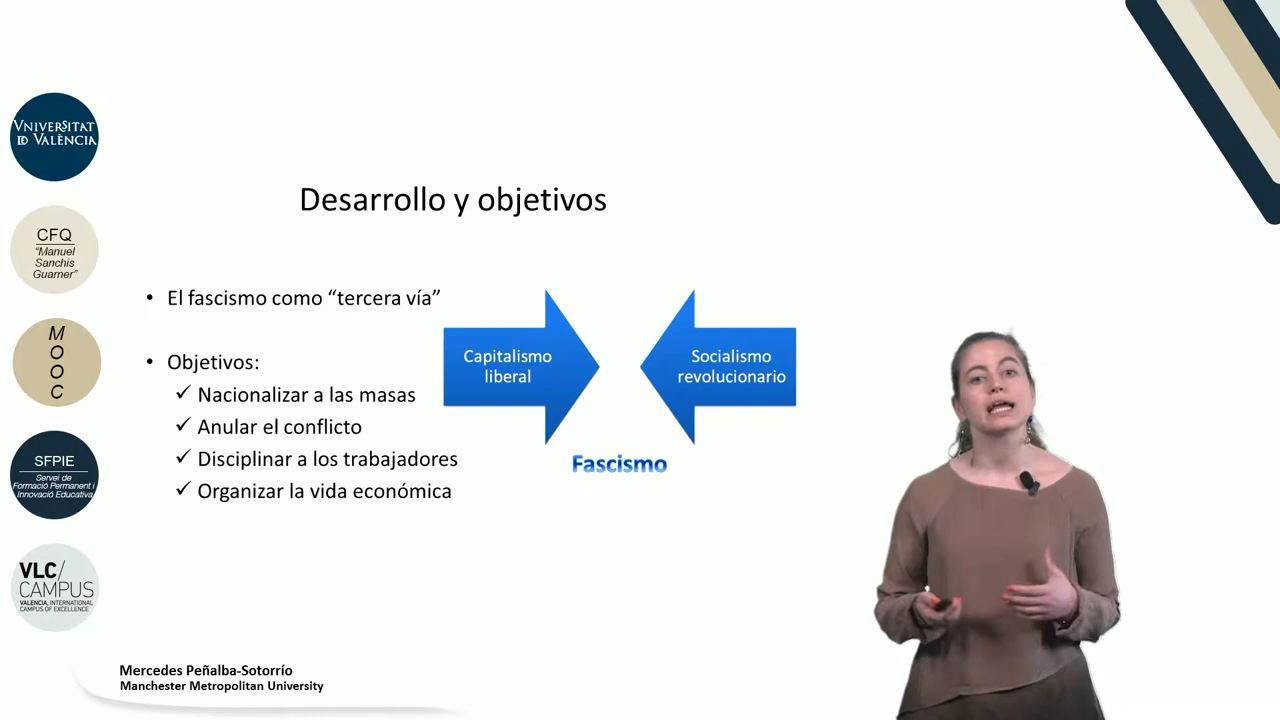 VNIVERSITAT
ID VALÈNCIA
CFQ
"Manuel
Sanchis
Guarner"
M
O
O
C
SFPIE
Servei de
Formació Permanent i
Innovació Educativa
VLC/
CAMPUS
VALENCIA, INTERNATIONAL
CAMPUS OF EXCELLENCE
Desarrollo y objetivos
• El fascismo como “tercera vía”
• Objetivos:
✓ Nacionalizar a las masas
✓ Anular el conflicto
✓ Disciplinar a los trabajadores
✓ Organizar la vida económica
Capitalismo
liberal
Socialismo
revolucionario
Fascismo
Mercedes Peñalba-Sotorrío
Manchester Metropolitan University